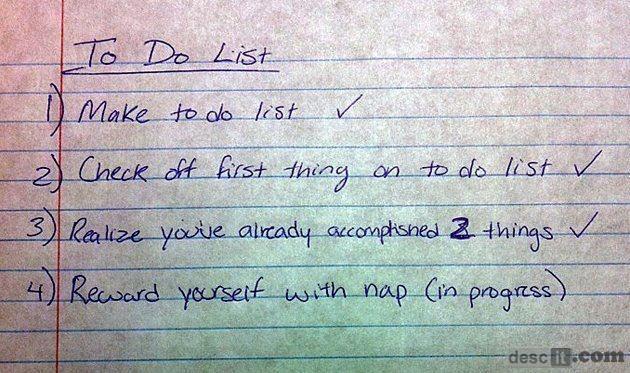 To Do List
1) Make to do list ✓
2) Check off first thing on to do list ✓
3) Realize you've already accomplished 2 things ✓
4) Reward yourself with nap (in progress)
descit.com